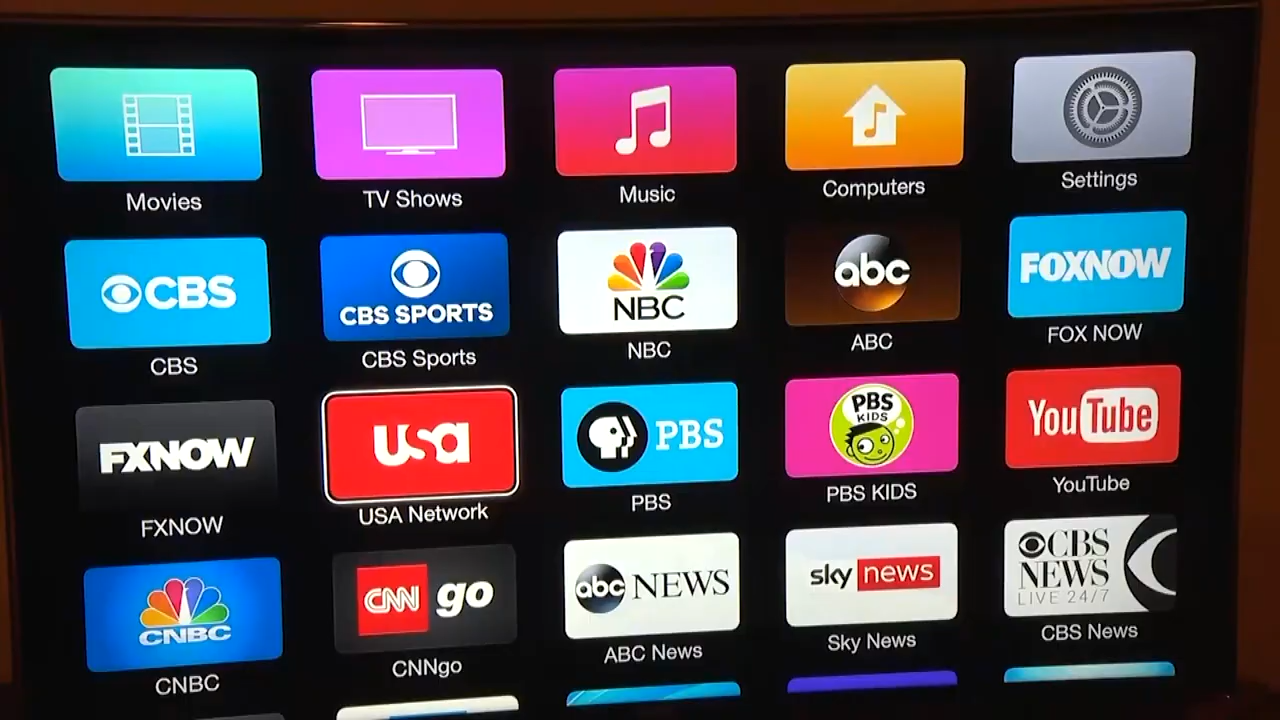 Movies
TV Shows
Music
Computers
Settings
CBS
CBS SPORTS
NBC
abc
FOXNOW
CBS
CBS Sports
NBC
ABC
FOX NOW
FXNOW
usa
PBS
PBS
KIDS
YouTube
FXNOW
USA Network
PBS
PBS KIDS
YouTube
CNBC
CNN go
abc NEWS
sky news
CBS
NEWS
LIVE 24/7
CNBC
CNNgo
ABC News
Sky News
CBS News